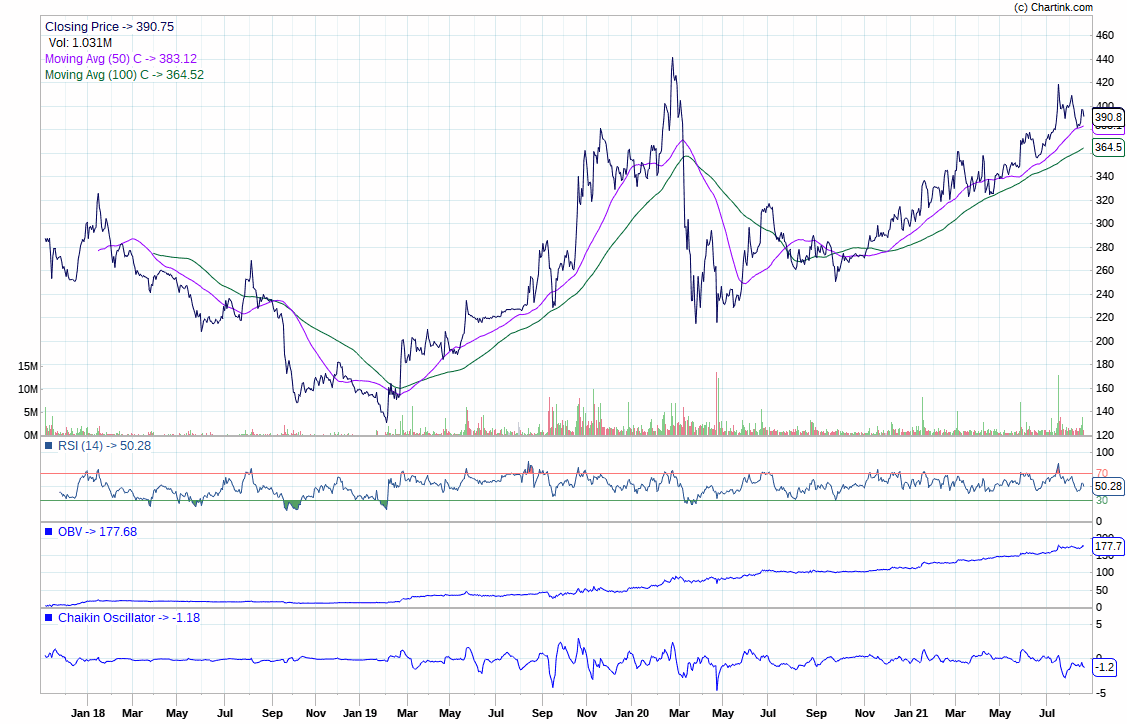 (c) Chartink.com
Closing Price -> 390.75
Vol: 1.031M
Moving Avg (50) C -> 383.12
Moving Avg (100) C -> 364.52
460
440
420
400
390.8
364.5
340
320
300
280
260
240
220
200
180
160
140
120
15M
10M
5M
0M
RSI (14) -> 50.28
100
70
50.28
30
0
OBV -> 177.68
200
177.7
150
100
50
0
Chaikin Oscillator -> -1.18
5
0
-1.2
-5
Jan 18 Mar May Jul Sep Nov Jan 19 Mar May Jul Sep Nov Jan 20 Mar May Jul Sep Nov Jan 21 Mar May Jul